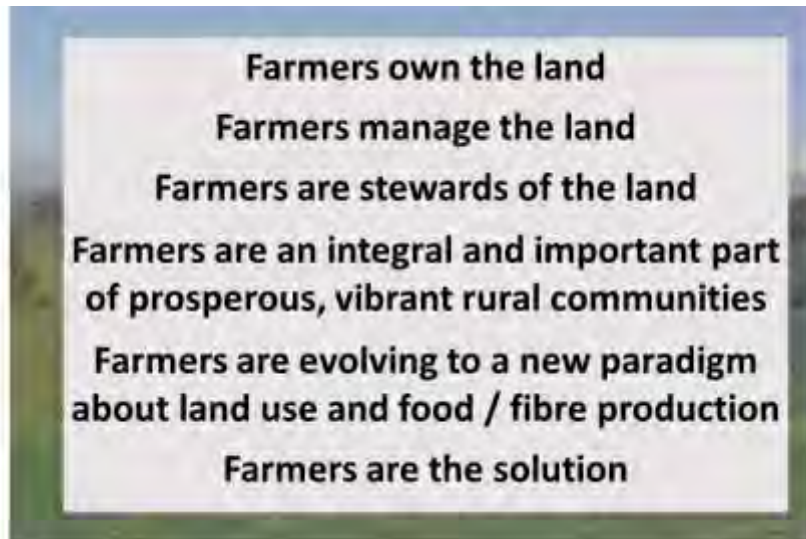 Farmers own the land
Farmers manage the land
Farmers are stewards of the land
Farmers are an integral and important part
of prosperous, vibrant rural communities
Farmers are evolving to a new paradigm
about land use and food / fibre production
Farmers are the solution